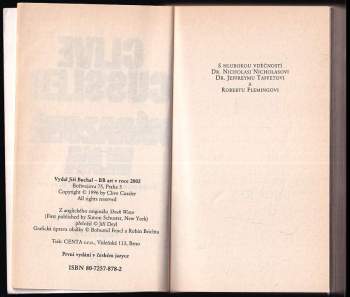 Vydal Jiří Buchal – BB art v roce 2002
Bořivojova 75, Praha 3
Copyright © 1996 by Clive Cussler
All rights reserved
Z anglického originálu Shock Wave
(First published by Simon Schuster, New York)
přeložil © Jiří
Grafická úprava obálky © Bohumil Fencl a Robin Brichta
Tisk: CENTA s.r.o., Vídeňská 113, Brno
První vydání v českém jazyce
ISBN 80-7257-878-2
S HLUBOKOU VDĚČNOSTÍ
DR. NICHOLASI NICHOLASOVI
DR. JEFFREYMU TAFFETOVI
A
ROBERTU FLEMINGOVI
CLIVE
CUSSLER